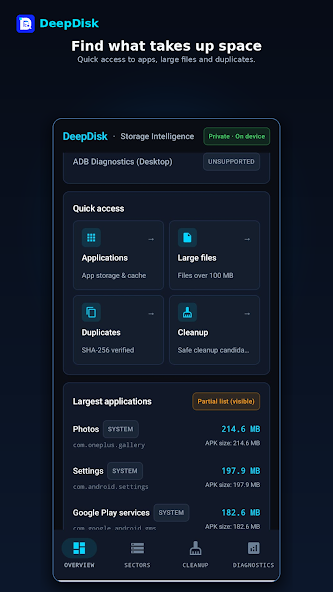 DeepDisk
Find what takes up space
Quick access to apps, large files and duplicates.
DeepDisk · Storage Intelligence Private · On device
ADB Diagnostics (Desktop) UNSUPPORTED
Quick access
Applications
App storage & cache
Large files
Files over 100 MB
Duplicates
SHA-256 verified
Cleanup
Safe cleanup candida...
Largest applications Partial list (visible)
Photos SYSTEM 214.6 MB
com.oneplus.gallery APK size: 214.6 MB
Settings SYSTEM 197.9 MB
com.android.settings APK size: 197.9 MB
Google Play services SYSTEM 182.6 MB
com.google.android.gms APK size: 182.6 MB
OVERVIEW SECTORS CLEANUP DIAGNOSTICS